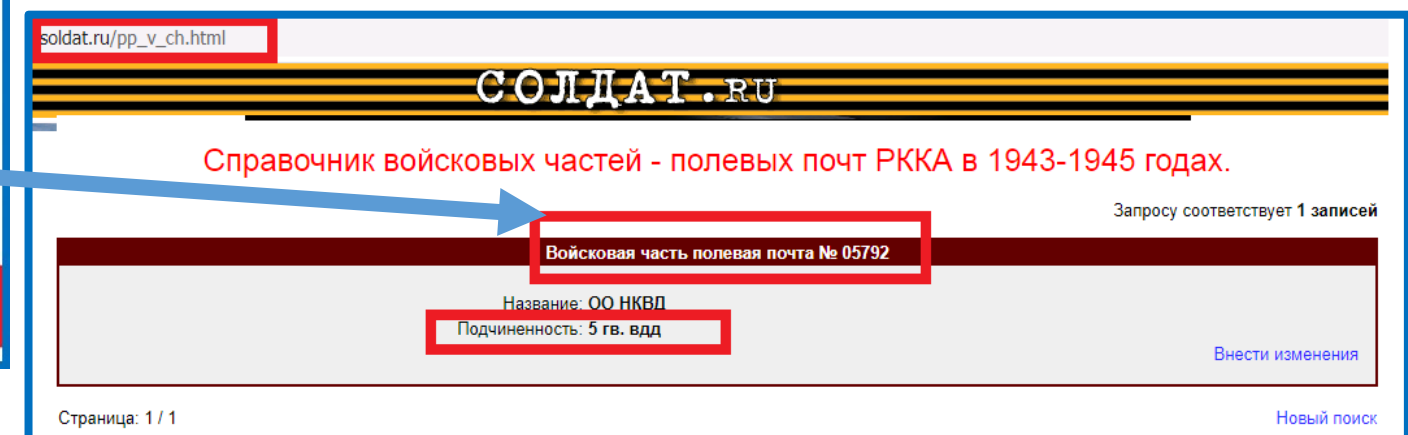 soldat.ru/pp_v_ch.html
СОЛДАТ.RU
Справочник войсковых частей - полевых почт РККА в 1943-1945 годах.
Запросу соответствует 1 записей
Войсковая часть полевая почта № 05792
Название: ОО НКВД
Подчиненность: 5 гв. вдд
Внести изменения
Страница: 1 / 1
Новый поиск